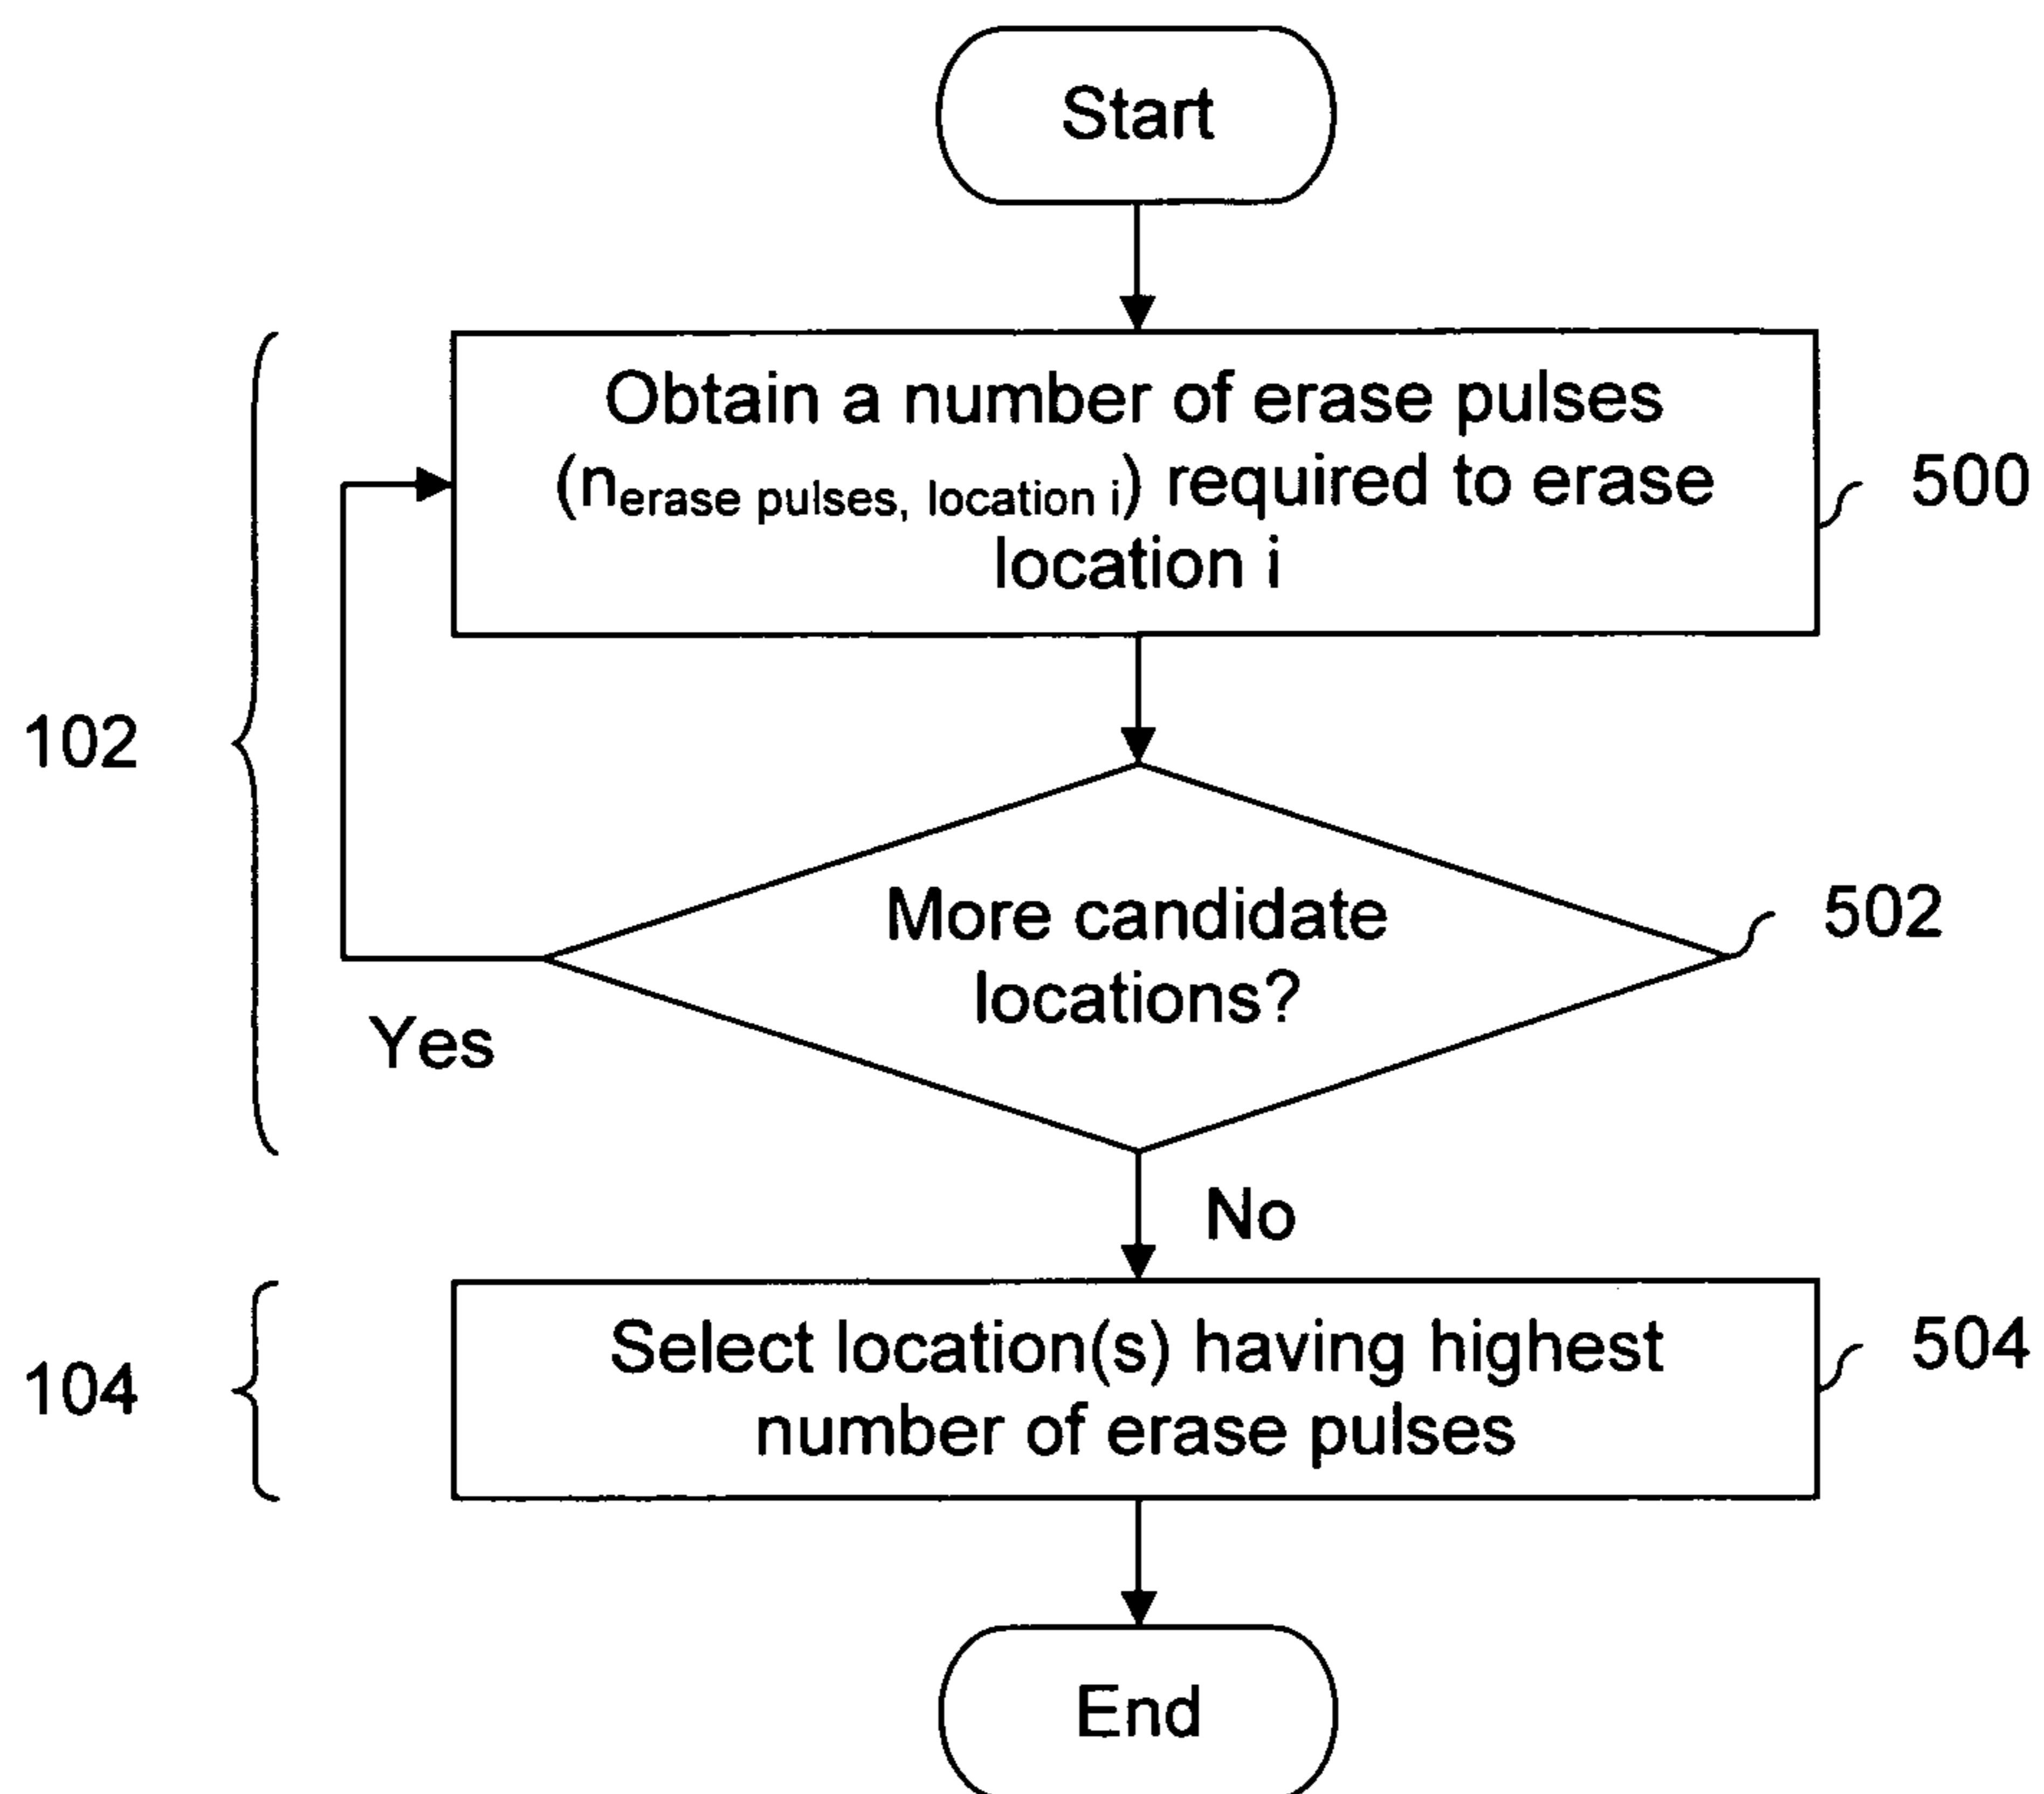 Start
Obtain a number of erase pulses
(nerase pulses, location i) required to erase
location i
500
102
More candidate
locations?
502
Yes
No
Select location(s) having highest
number of erase pulses
504
104
End